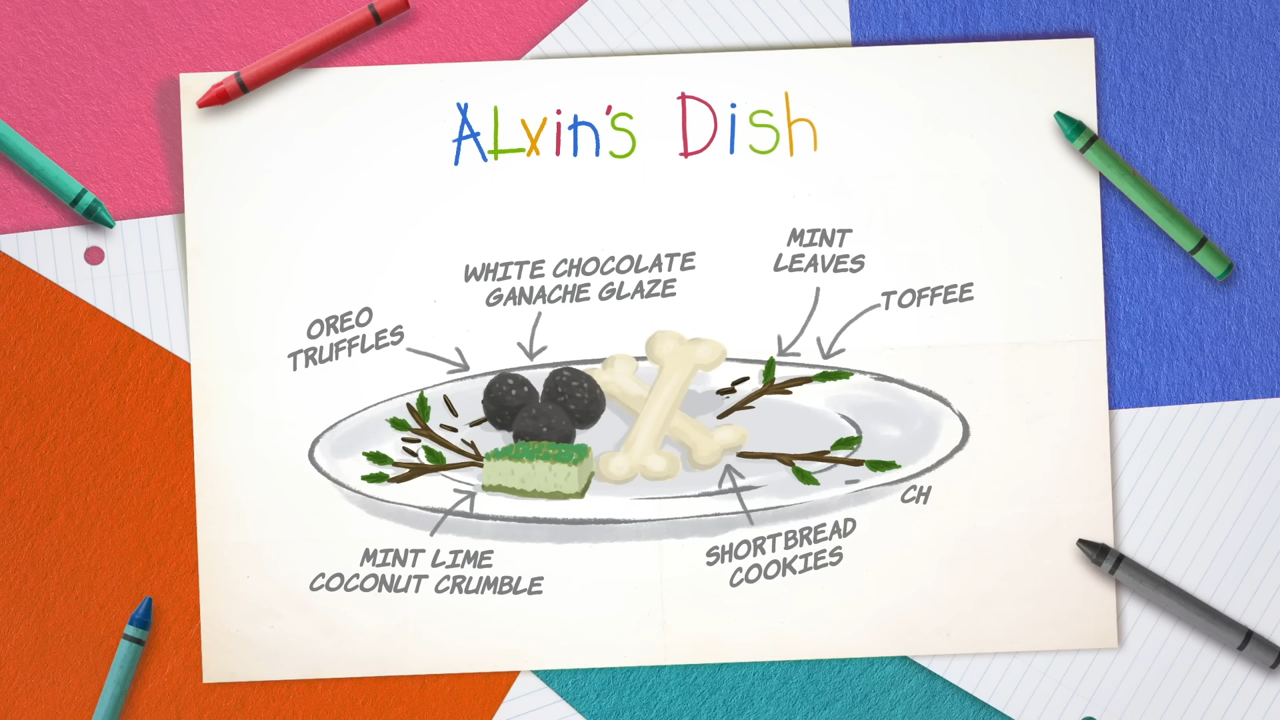 ALVIN'S DISH
MINT
LEAVES
WHITE CHOCOLATE
GANACHE GLAZE
TOFFEE
OREO
TRUFFLES
CH
MINT LIME
COCONUT CRUMBLE
SHORTBREAD
COOKIES